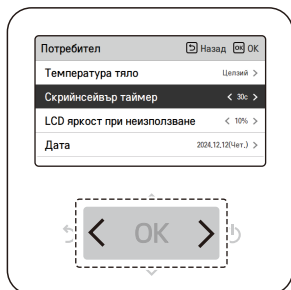 Потребител Назад OK OK
Температура тяло Целзий >
Скрийнсейвър таймер < 30с >
LCD яркост при неизползване < 10% >
Дата 2024,12,12(Чет.) >
< OK >